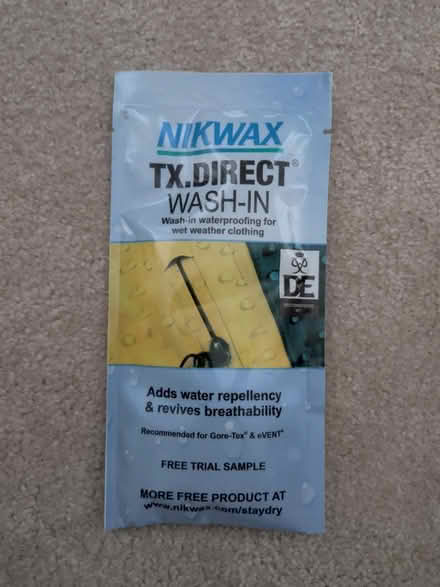 NIKWAX
TX.DIRECT®
WASH-IN
Wash-in waterproofing for
wet weather clothing
DE
Adds water repellency
& revives breathability
Recommended for Gore-Tex® & eVENT®
FREE TRIAL SAMPLE
MORE FREE PRODUCT AT
www.nikwax.com/staydry